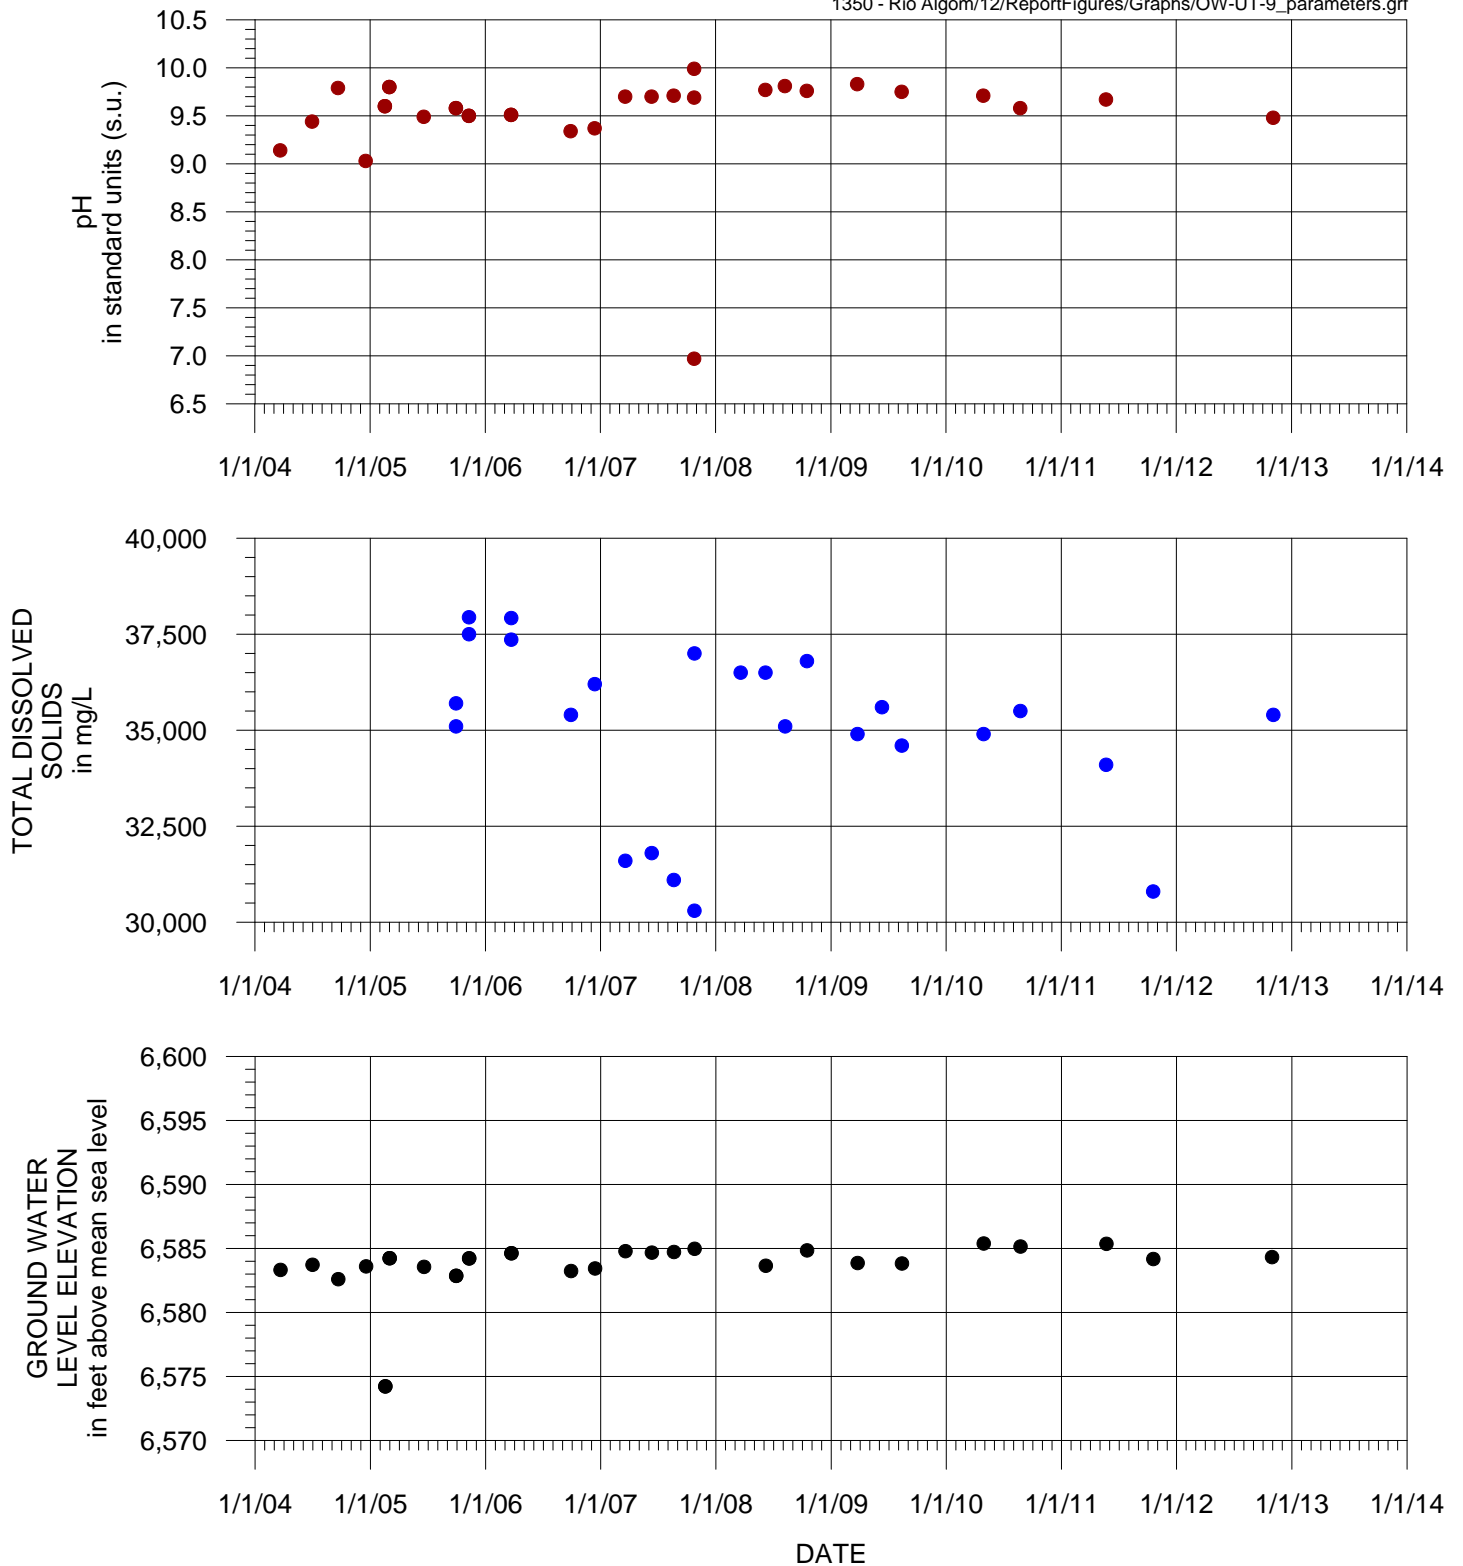 1350 - Rio Algom/12/ReportFigures/Graphs/OW-UT-9_parameters.grf
10.5
10.0
9.5
9.0
8.5
8.0
7.5
7.0
6.5
pH
in standard units (s.u.)
1/1/04 1/1/05 1/1/06 1/1/07 1/1/08 1/1/09 1/1/10 1/1/11 1/1/12 1/1/13 1/1/14
40,000
37,500
35,000
32,500
30,000
TOTAL DISSOLVED
SOLIDS
in mg/L
1/1/04 1/1/05 1/1/06 1/1/07 1/1/08 1/1/09 1/1/10 1/1/11 1/1/12 1/1/13 1/1/14
6,600
6,595
6,590
6,585
6,580
6,575
6,570
GROUND WATER
LEVEL ELEVATION
in feet above mean sea level
1/1/04 1/1/05 1/1/06 1/1/07 1/1/08 1/1/09 1/1/10 1/1/11 1/1/12 1/1/13 1/1/14
DATE